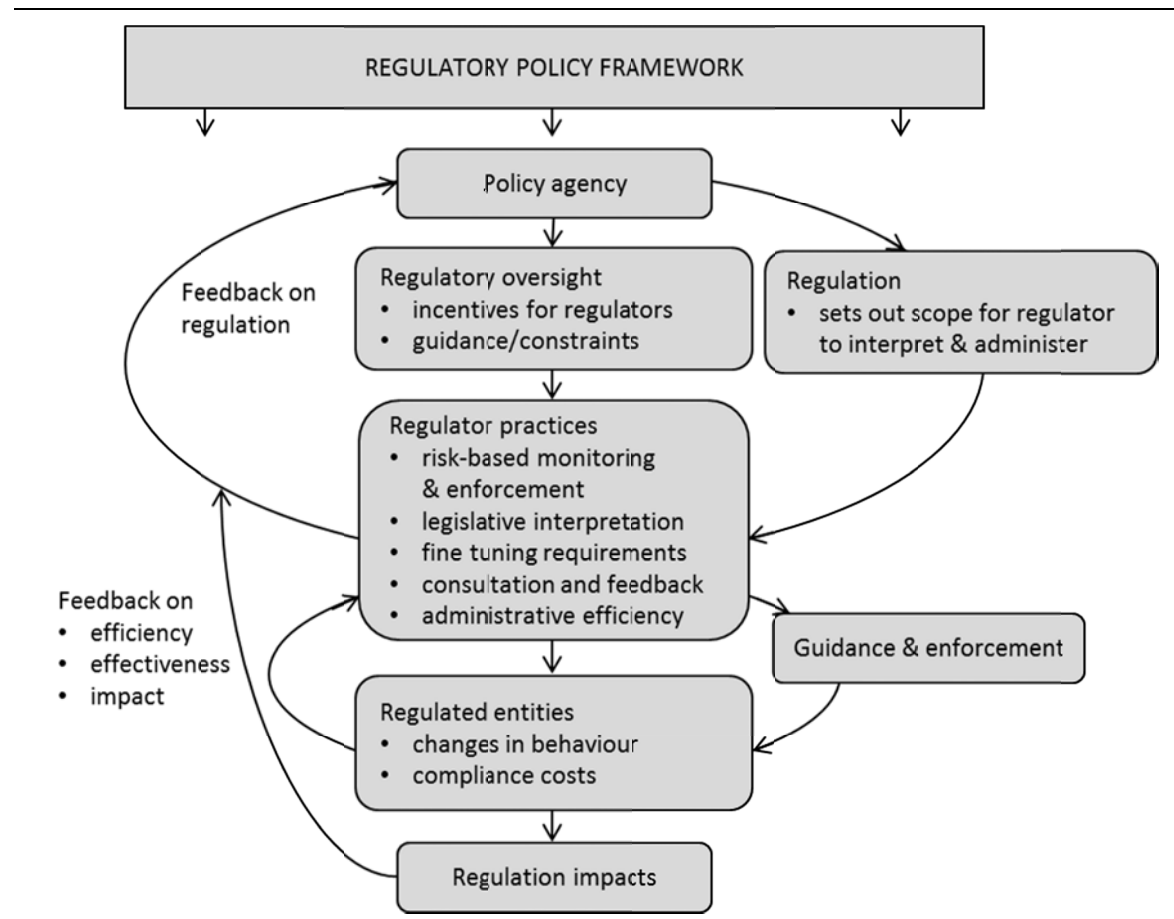 REGULATORY POLICY FRAMEWORK
Policy agency
Regulatory oversight
• incentives for regulators
• guidance/constraints
Regulation
• sets out scope for regulator
to interpret & administer
Feedback on
regulation
Regulator practices
• risk-based monitoring
& enforcement
• legislative interpretation
• fine tuning requirements
• consultation and feedback
• administrative efficiency
Feedback on
• efficiency
• effectiveness
• impact
Guidance & enforcement
Regulated entities
• changes in behaviour
• compliance costs
Regulation impacts